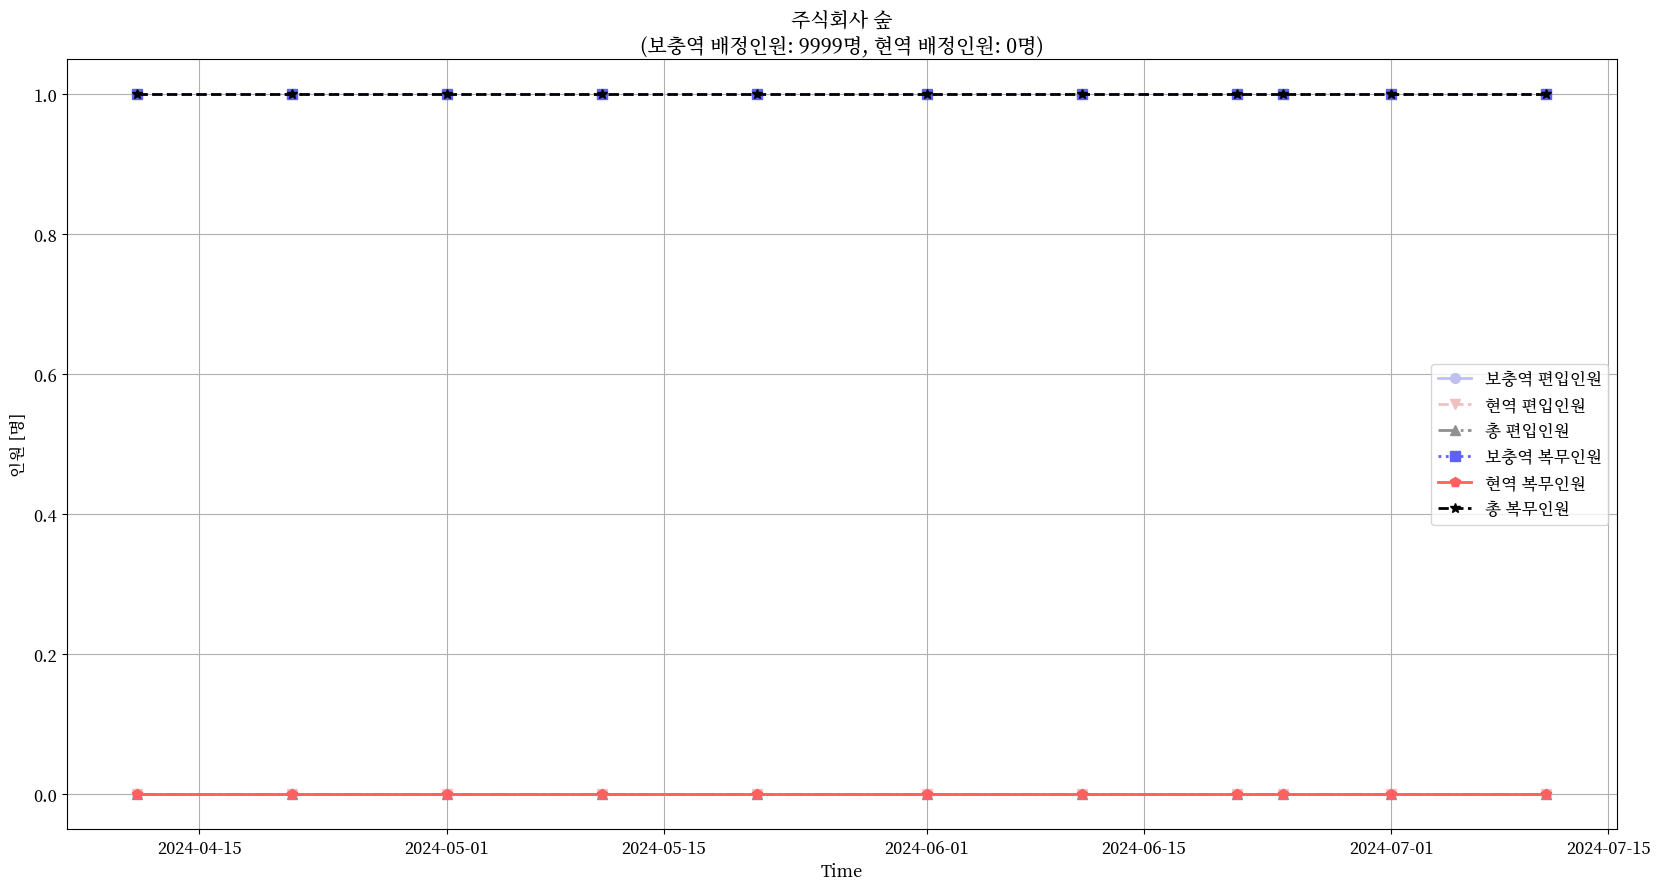 주식회사 숲
(보충역 배정인원: 9999명, 현역 배정인원: 0명)
1.0
0.8
0.6
0.4
0.2
0.0
인원 [명]
보충역 편입인원
현역 편입인원
총 편입인원
보충역 복무인원
현역 복무인원
총 복무인원
2024-04-15 2024-05-01 2024-05-15 2024-06-01 2024-06-15 2024-07-01 2024-07-15
Time